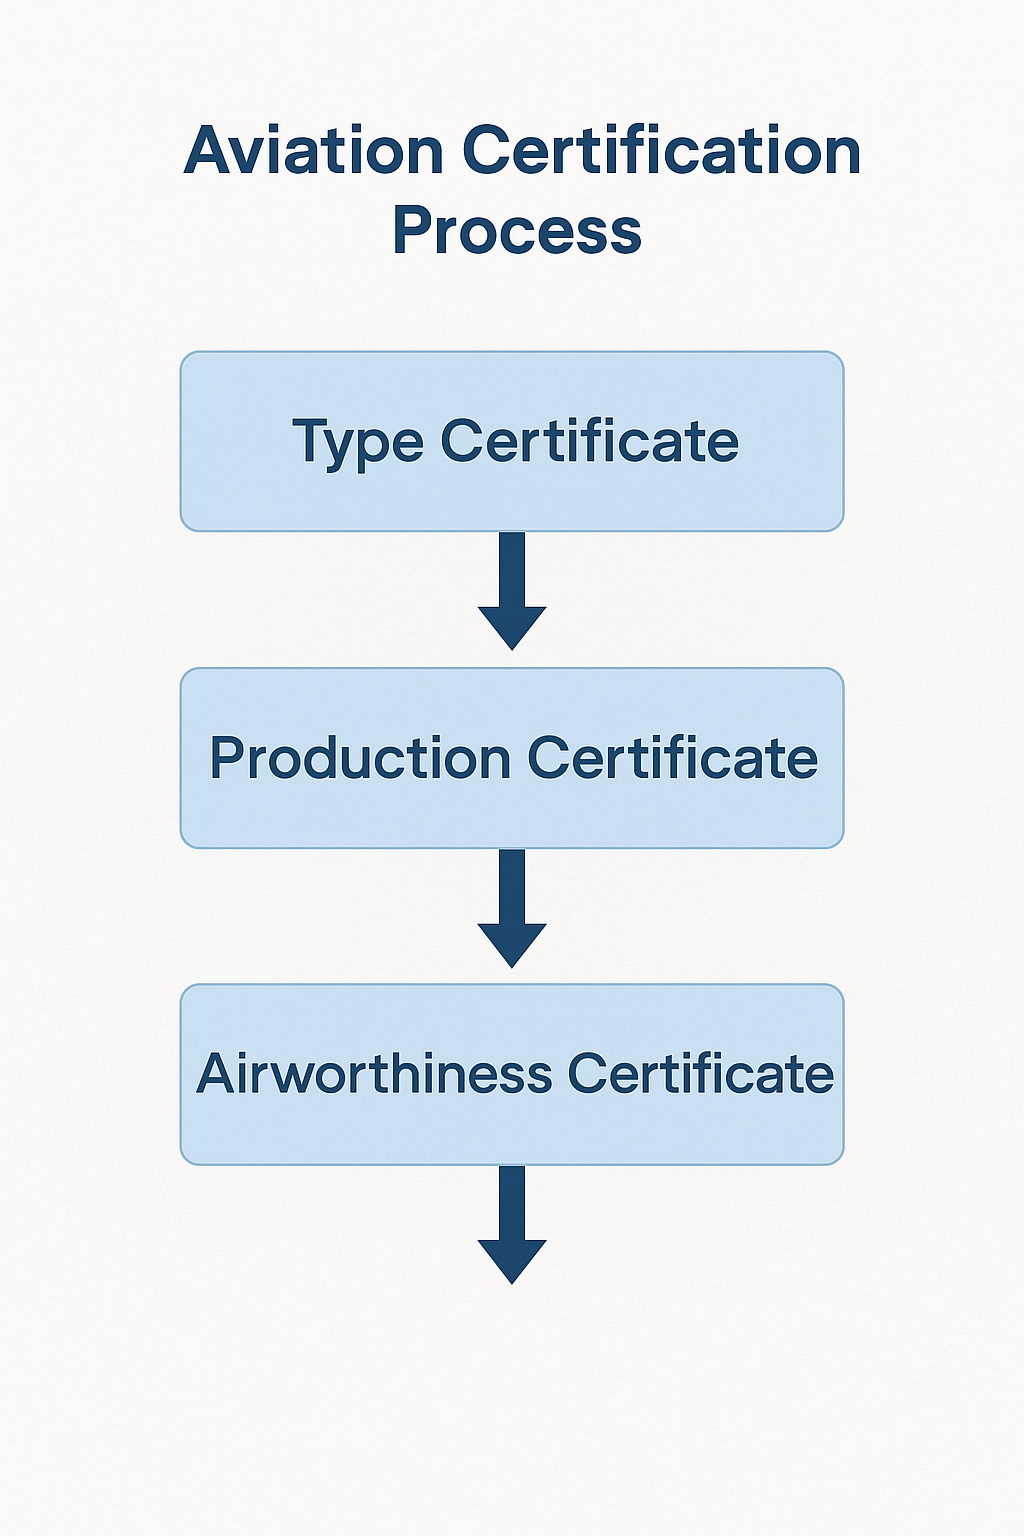 Aviation Certification
Process
Type Certificate
Production Certificate
Airworthiness Certificate